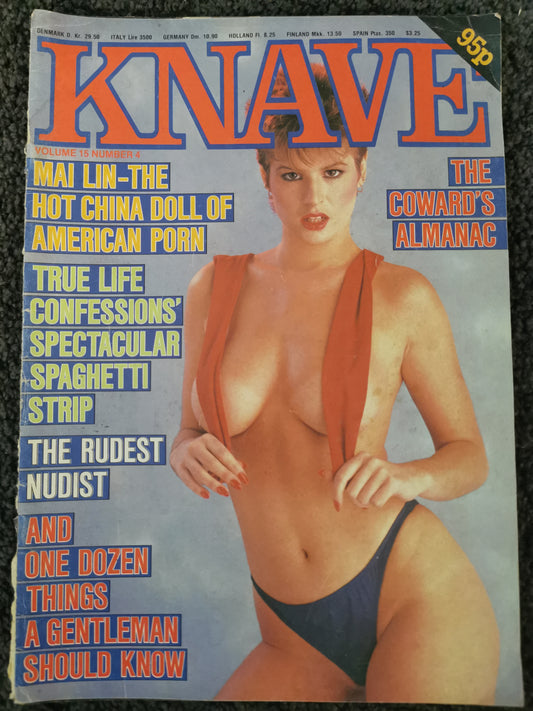 DENMARK D. Kr. 29.50 ITALY Lire 3500 GERMANY Dm. 10.90 HOLLAND Fl. 8.25 FINLAND Mkk. 13.50 SPAIN Ptas. 350 $3.25
95p
KNAVE
VOLUME 15 NUMBER 4
MAI LIN-THE
HOT CHINA DOLL OF
AMERICAN PORN
THE
COWARD'S
ALMANAC
TRUE LIFE
CONFESSIONS'
SPECTACULAR
SPAGHETTI
STRIP
THE RUDEST
NUDIST
AND
ONE DOZEN
THINGS
A GENTLEMAN
SHOULD KNOW